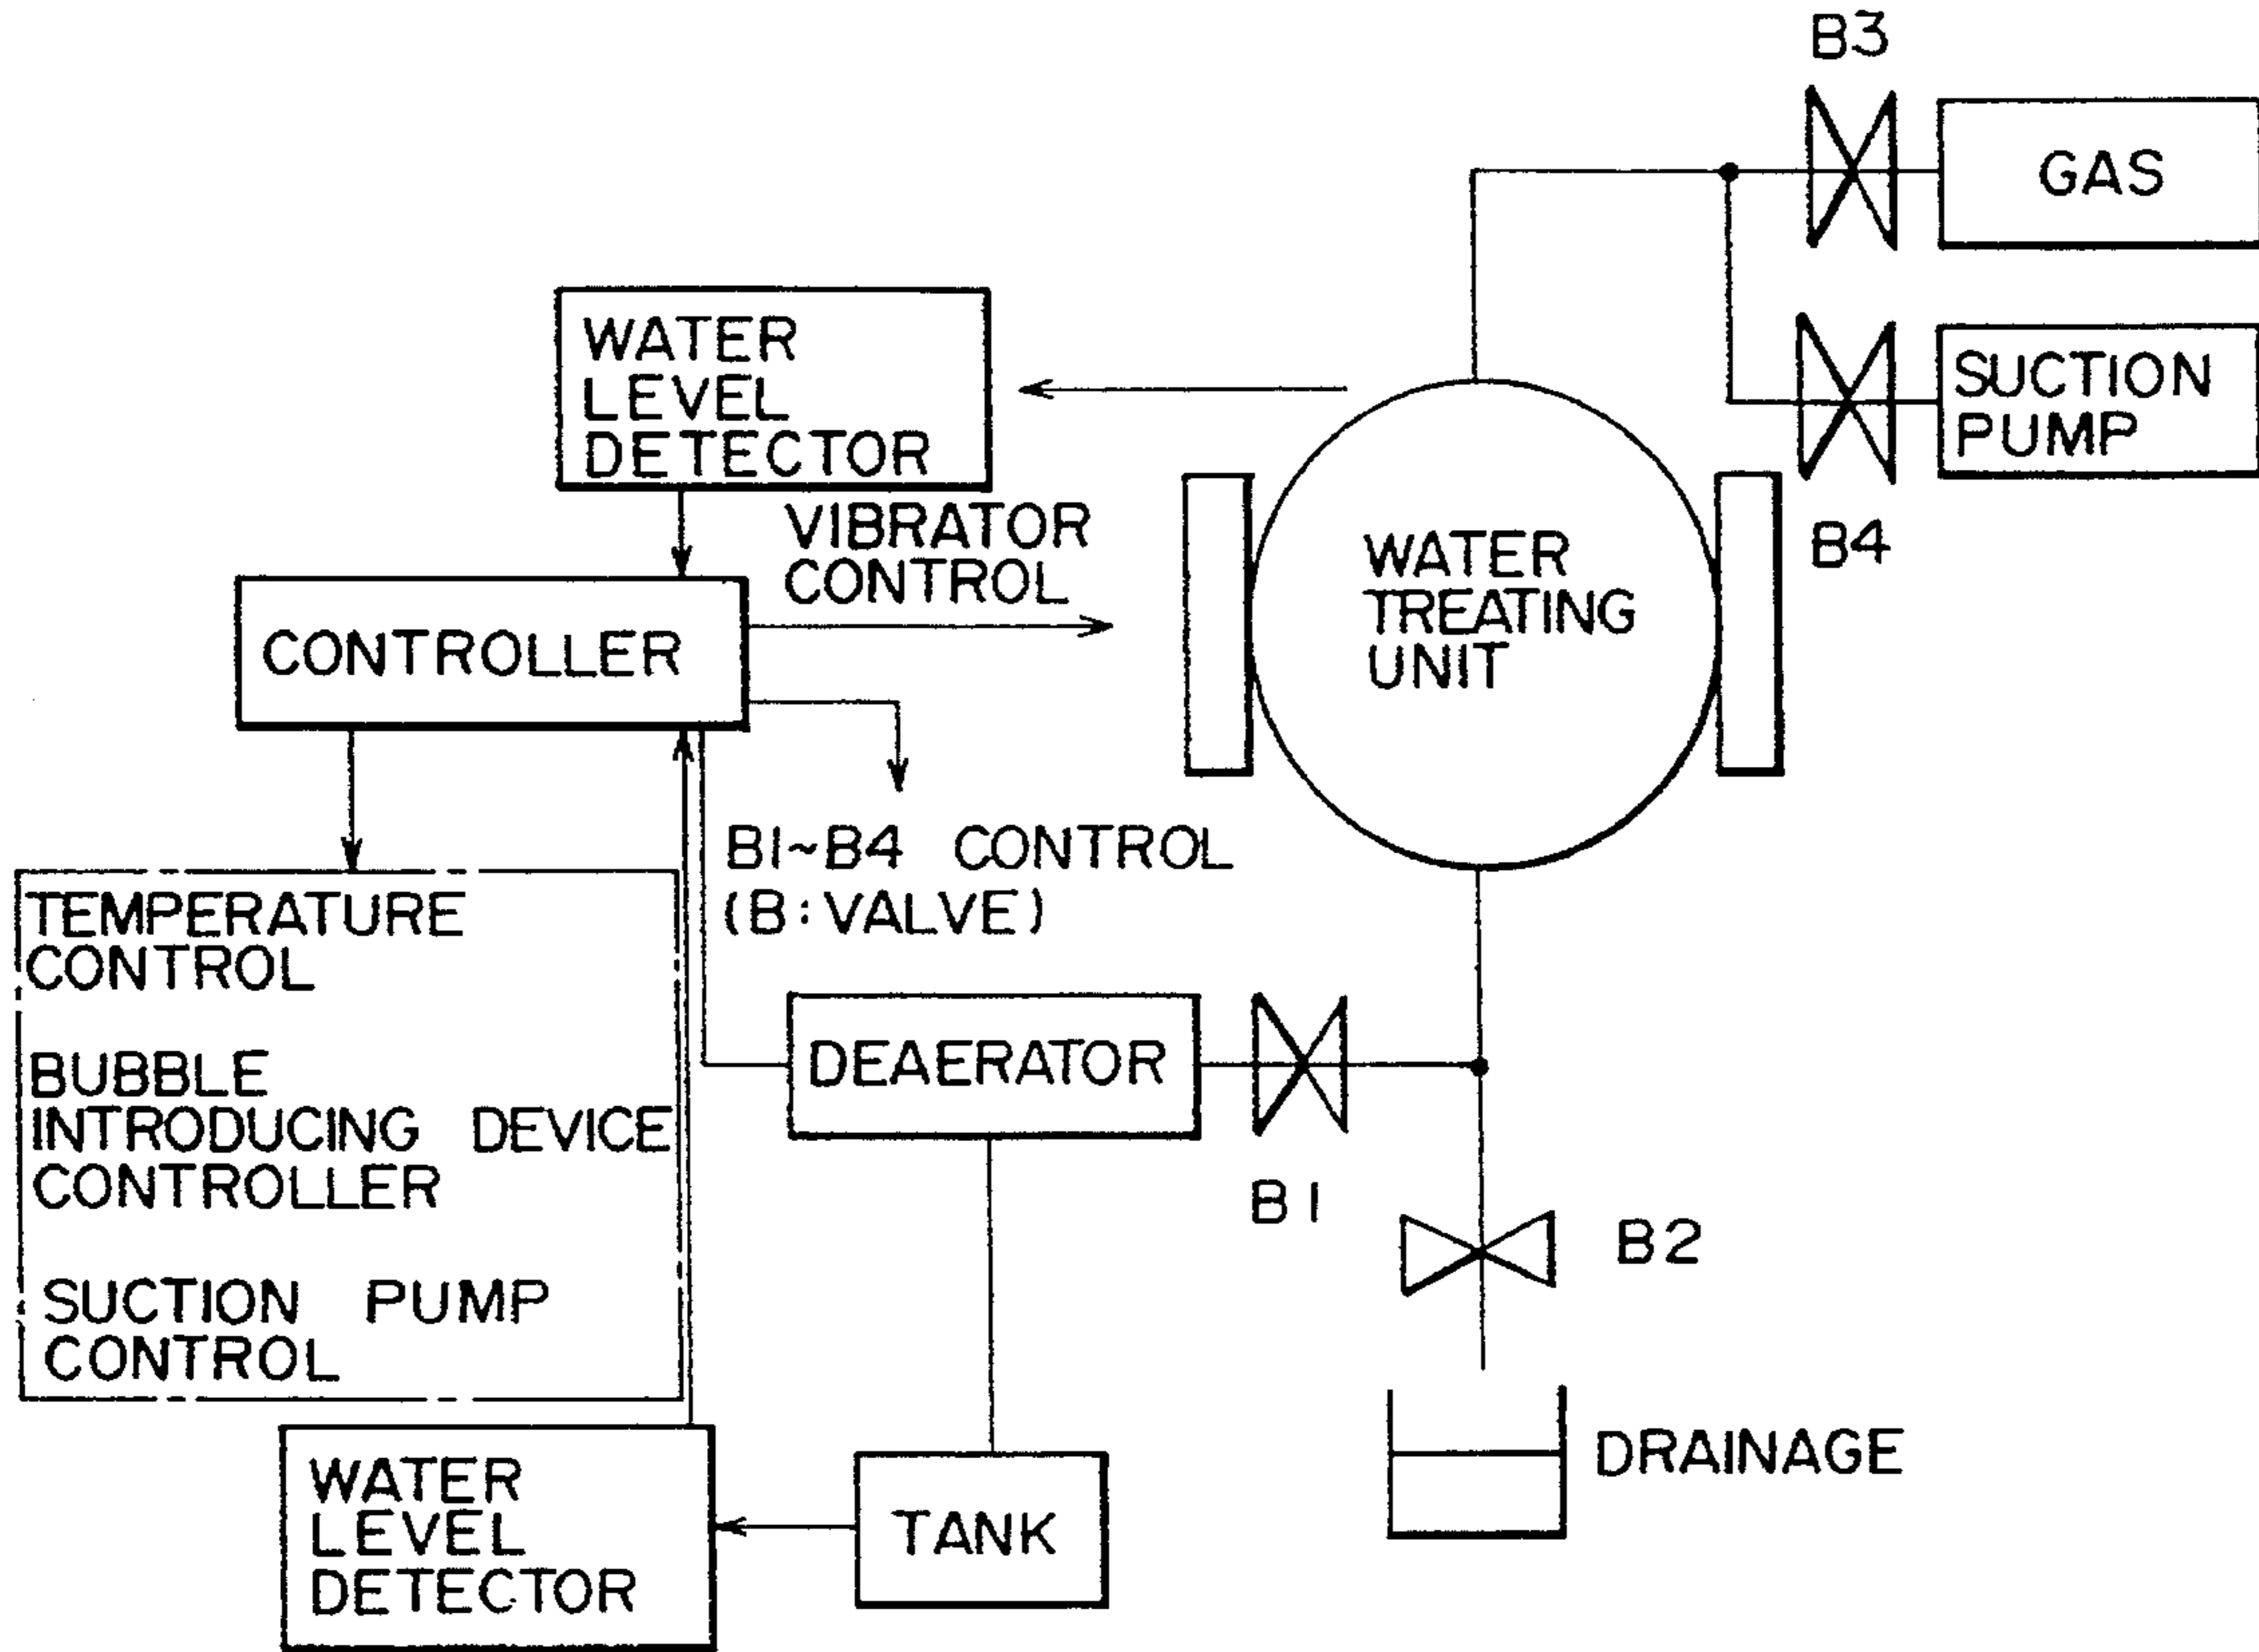 B3
GAS
WATER
LEVEL
DETECTOR
SUCTION
PUMP
B4
VIBRATOR
CONTROL
WATER
TREATING
UNIT
CONTROLLER
B1~B4 CONTROL
(B:VALVE)
TEMPERATURE
CONTROL
BUBBLE
INTRODUCING DEVICE
CONTROLLER
SUCTION PUMP
CONTROL
DEAERATOR
B1
B2
DRAINAGE
WATER
LEVEL
DETECTOR
TANK